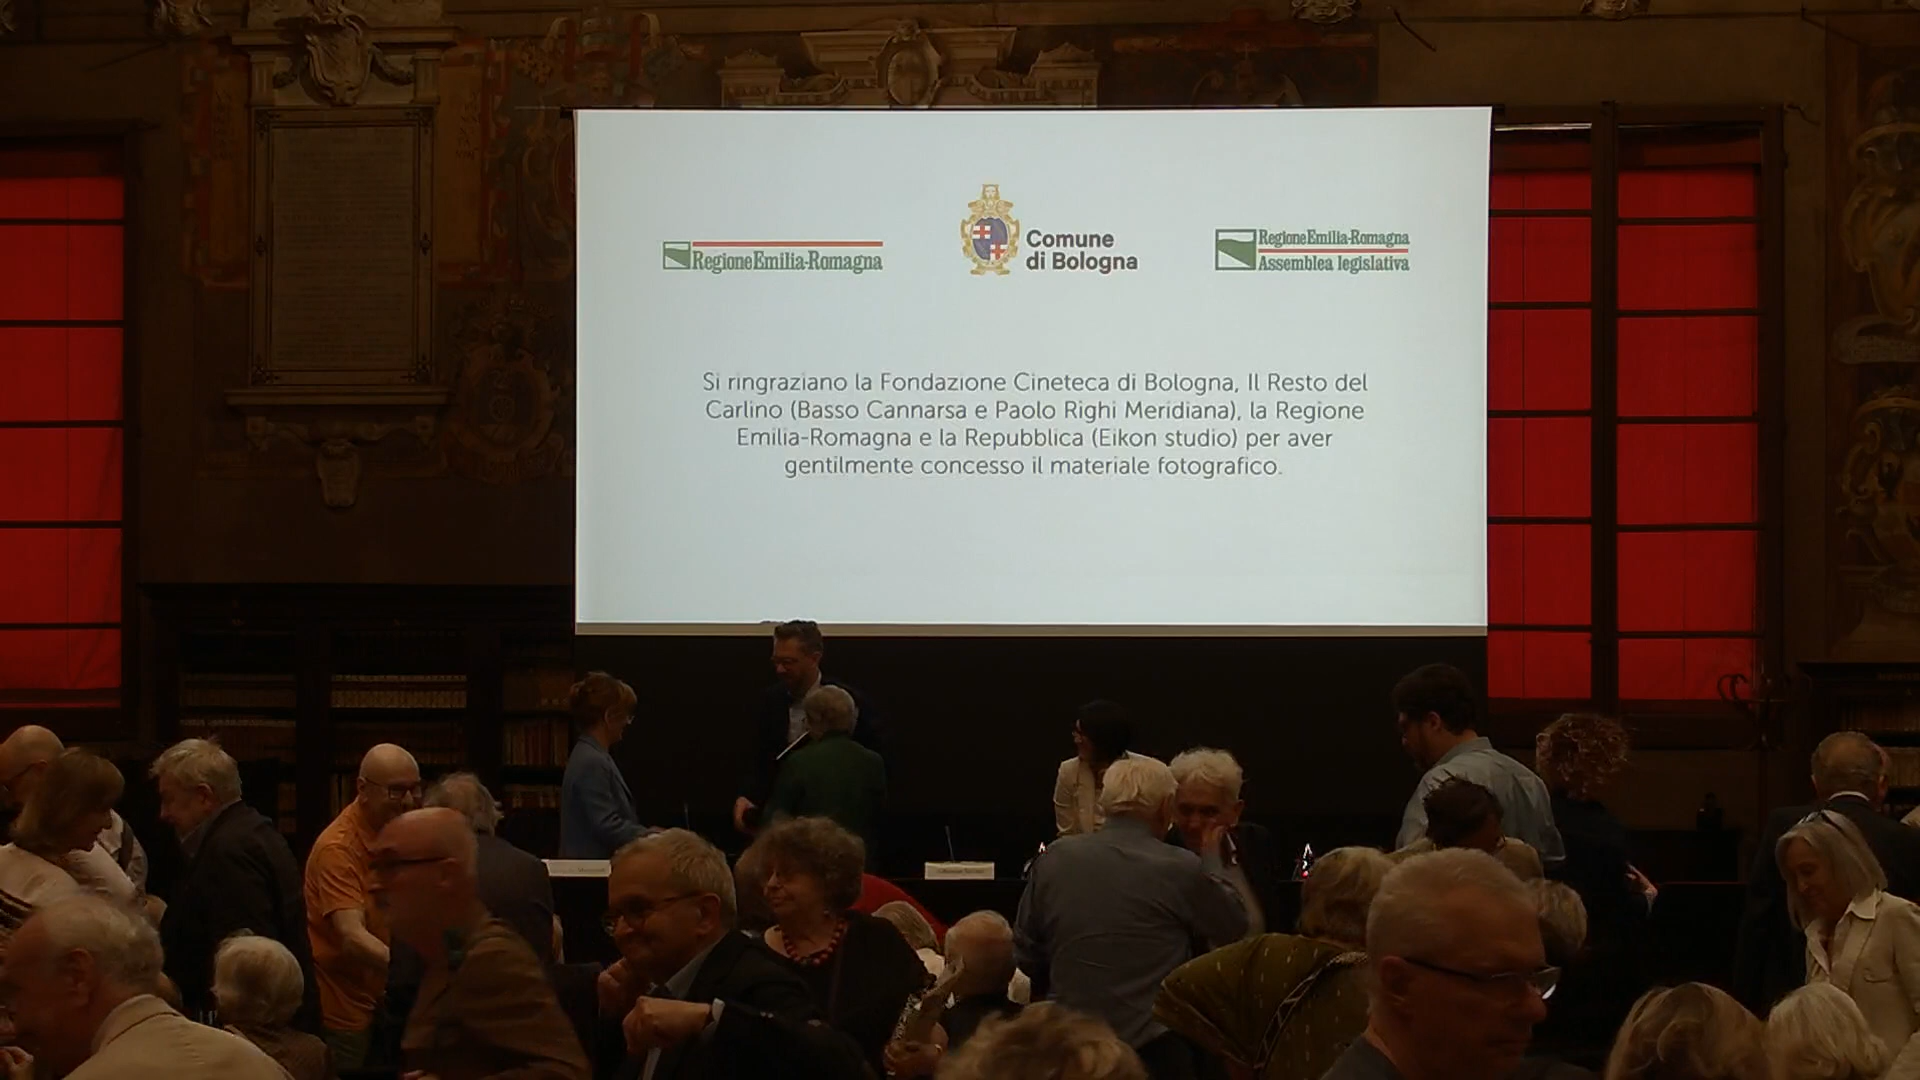 RegioneEmilia-Romagna
Comune
di Bologna
RegioneEmilia-Romagna
Assemblea legislativa
Si ringraziano la Fondazione Cineteca di Bologna, Il Resto del
Carlino (Basso Cannarsa e Paolo Righi Meridiana), la Regione
Emilia-Romagna e la Repubblica (Eikon studio) per aver
gentilmente concesso il materiale fotografico.